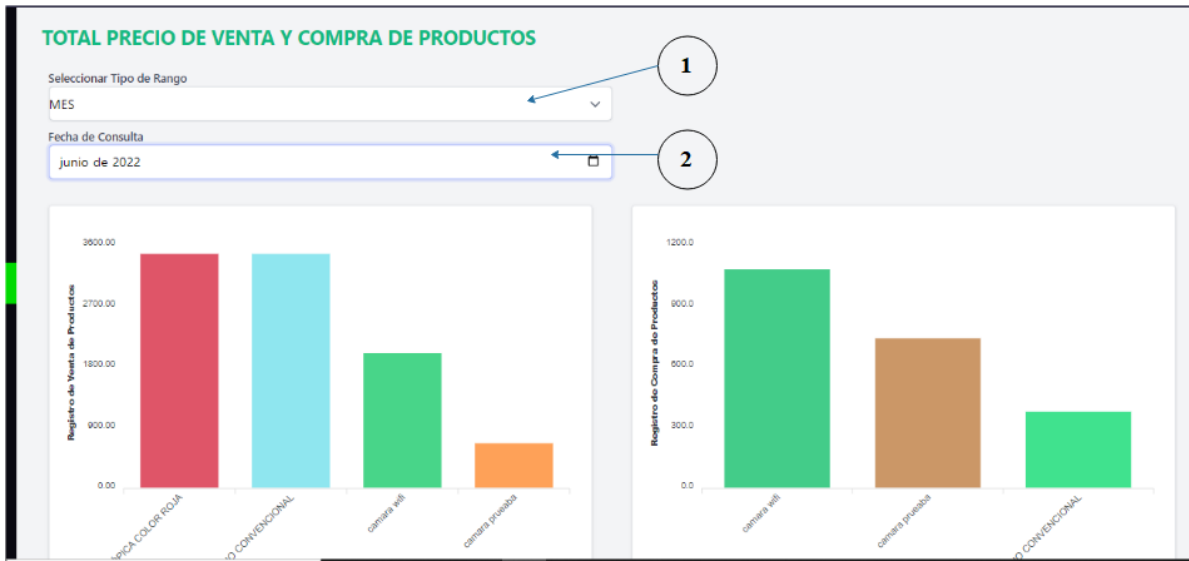 TOTAL PRECIO DE VENTA Y COMPRA DE PRODUCTOS
1
Seleccionar Tipo de Rango
MES
Fecha de Consulta
junio de 2022
2
Registro de Venta de Productos
3600.00
2700.00
1800.00
900.00
0.00
PICA COLOR ROJA
O CONVENCIONAL
camara wifi
camara prueaba
Registro de Compra de Productos
1200.0
900.0
600.0
300.0
0.0
camara wifi
camara prueaba
O CONVENCIONAL